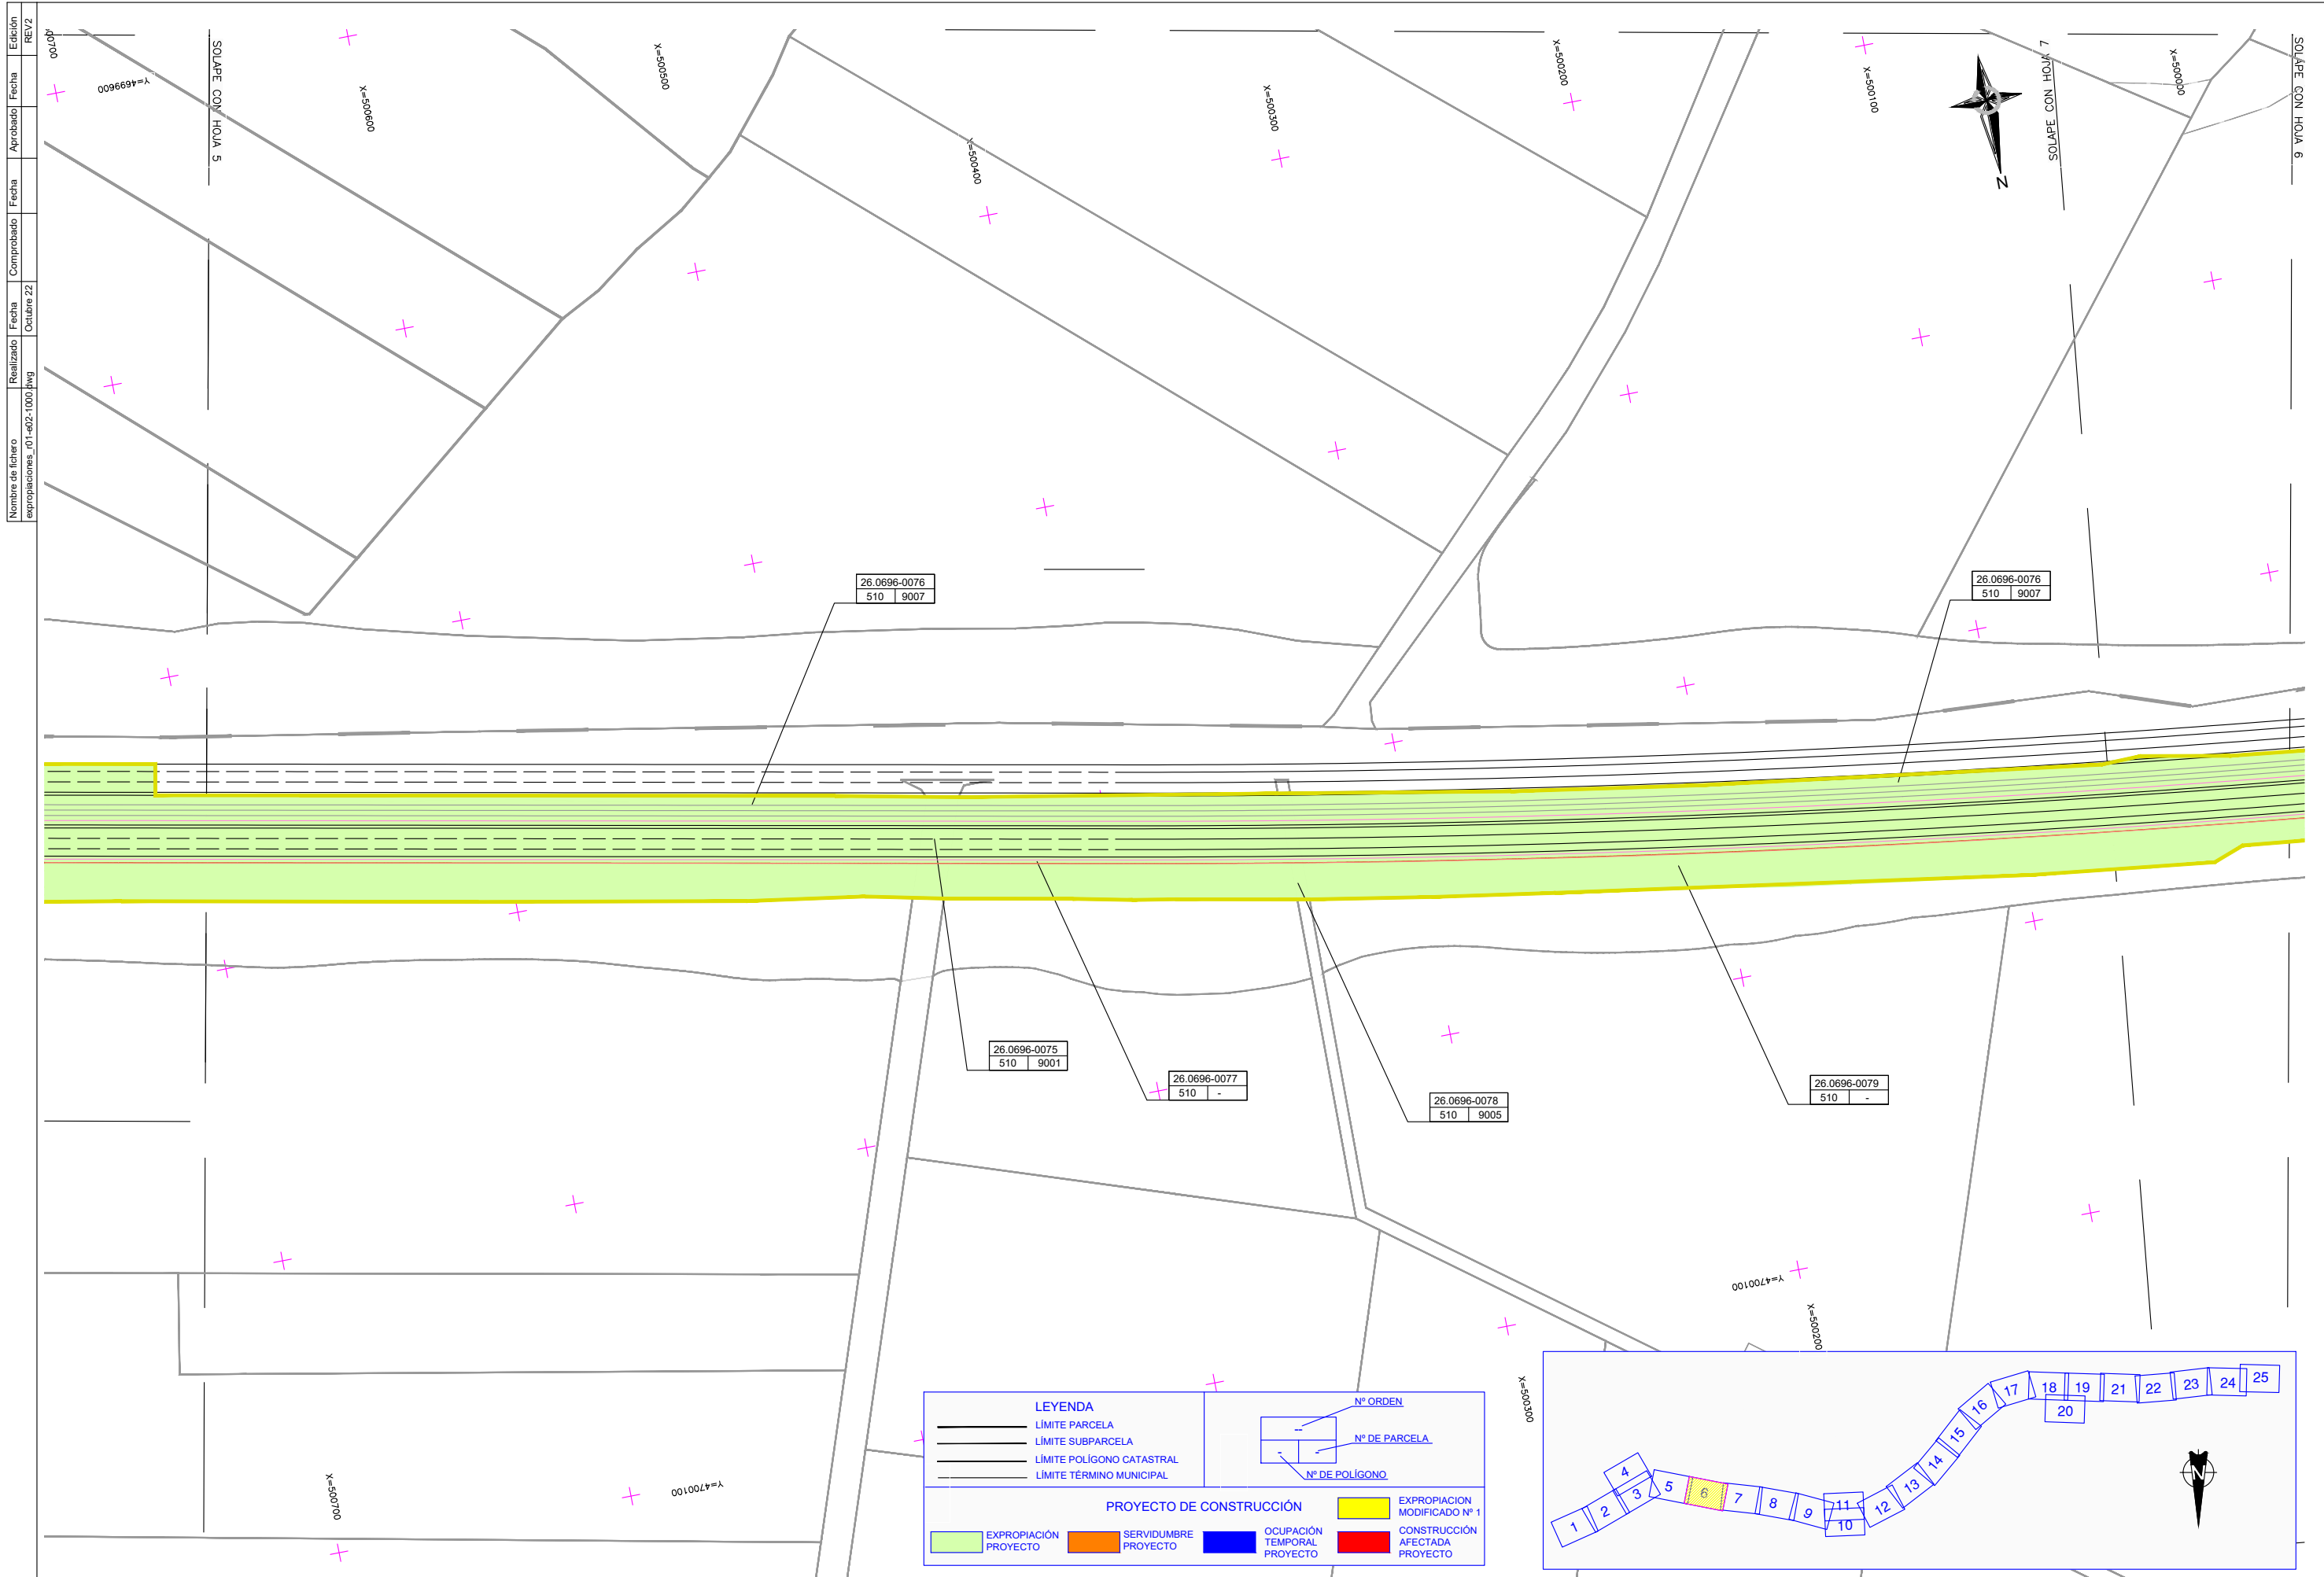 Edición
REV2
Fecha
Aprobado
Fecha
Comprobado
Fecha
Octubre 22
Realizado
Nombre de fichero
expropiaciones_r01-e02-1000.dwg
00700
Y=4699600
SOLAPE CON HOJA 5
X=500600
X=500500
X=500400
X=500300
X=500200
X=500100
SOLAPE CON HOJA 7
X=500000
SOLAPE CON HOJA 6
N
26.0696-0076
510 9007
26.0696-0076
510 9007
26.0696-0075
510 9001
26.0696-0077
510 -
26.0696-0078
510 9005
26.0696-0079
510 -
Y=4700100
X=500200
X=500300
X=500700
Y=4700100
LEYENDA
LÍMITE PARCELA
LÍMITE SUBPARCELA
LÍMITE POLÍGONO CATASTRAL
LÍMITE TÉRMINO MUNICIPAL
Nº ORDEN
--
- -
Nº DE PARCELA
Nº DE POLÍGONO
PROYECTO DE CONSTRUCCIÓN
EXPROPIACION
MODIFICADO Nº 1
EXPROPIACIÓN
PROYECTO
SERVIDUMBRE
PROYECTO
OCUPACIÓN
TEMPORAL
PROYECTO
CONSTRUCCIÓN
AFECTADA
PROYECTO
1
2
3
4
5
6
7
8
9
10
11
12
13
14
15
16
17
18
19
20
21
22
23
24
25
N